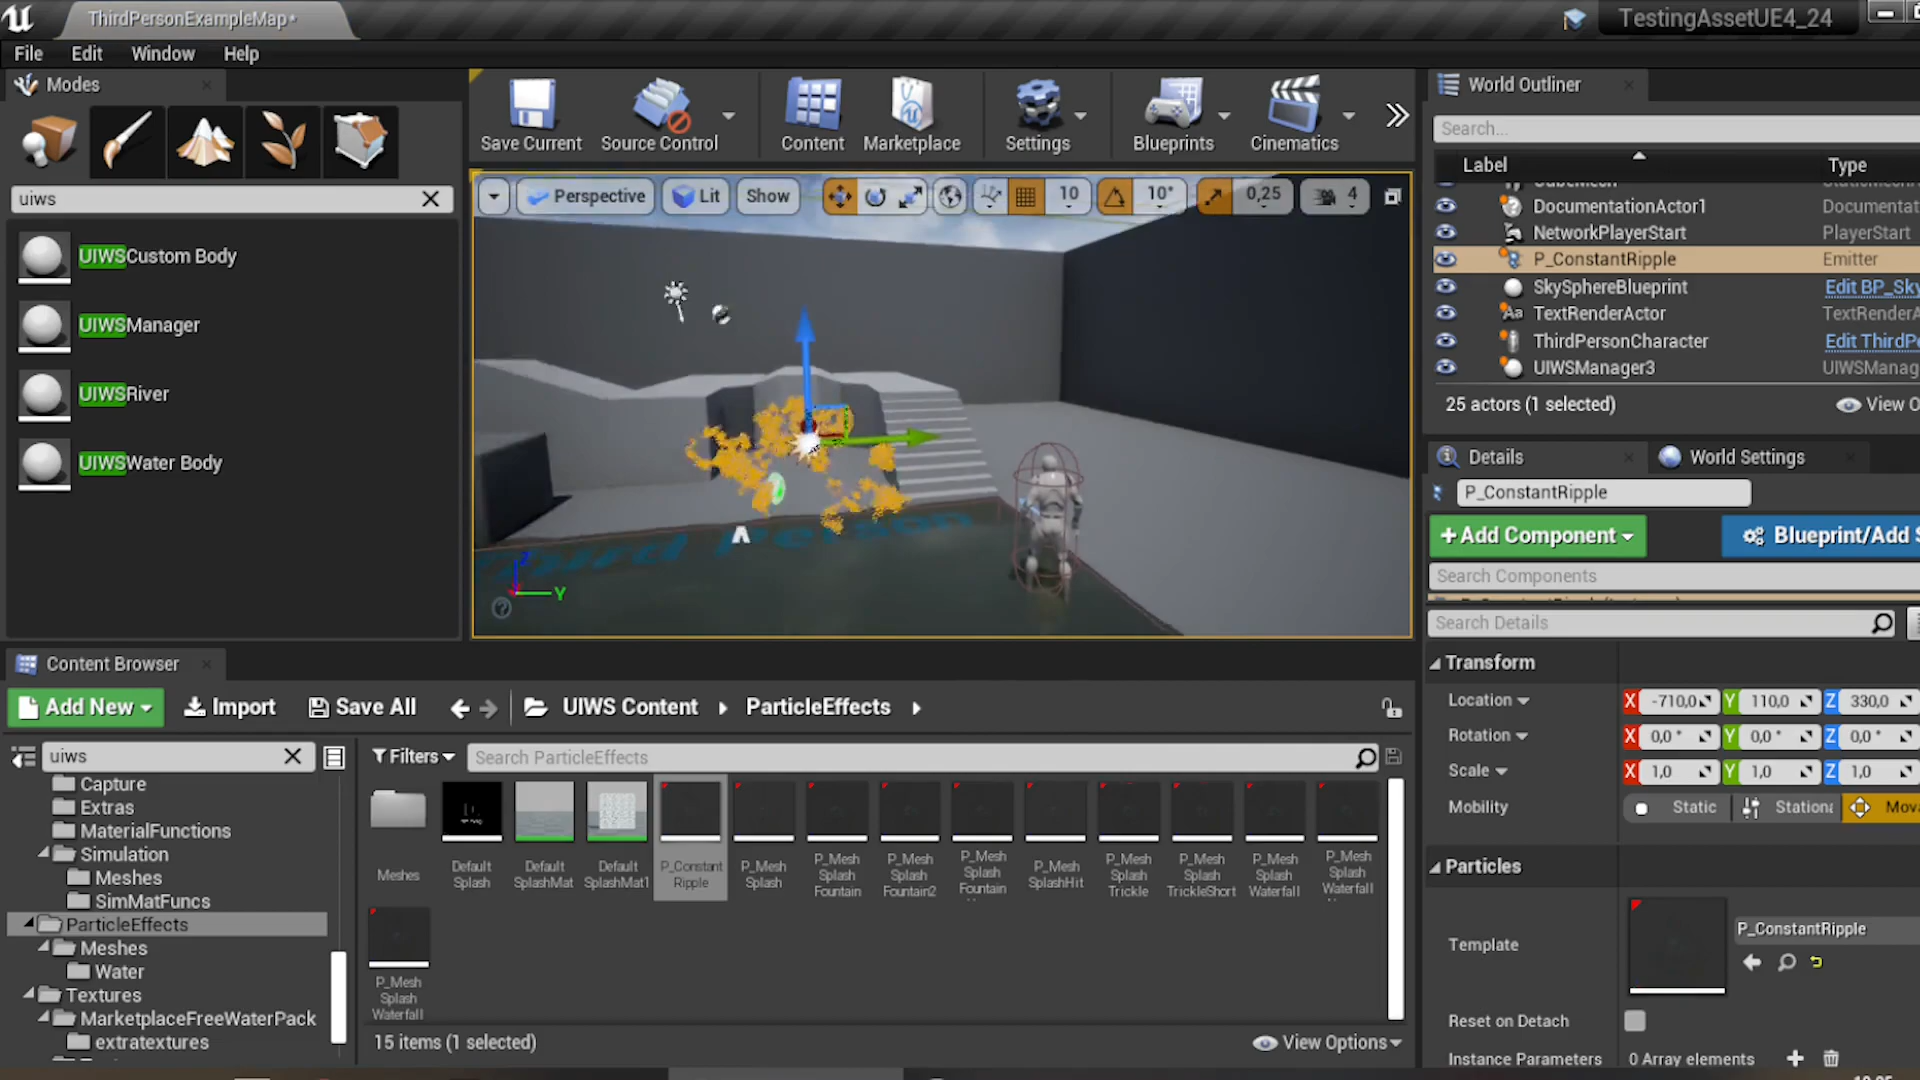 ThirdPersonExampleMap*
TestingAssetUE4_24
File Edit Window Help
Modes
uiws
UIWSCustom Body
UIWSManager
UIWSRiver
UIWSWater Body
Save Current
Source Control
Content
Marketplace
Settings
Blueprints
Cinematics
Perspective
Lit
Show
10
10°
0,25
4
Third Person
Z
Y
World Outliner
Search...
Label
Type
DocumentationActor1 Documentat
NetworkPlayerStart PlayerStart
P_ConstantRipple Emitter
SkySphereBlueprint Edit BP_Sky
TextRenderActor TextRenderA
ThirdPersonCharacter Edit ThirdPe
UIWSManager3 UIWSManag
25 actors (1 selected)
View O
Details
World Settings
P_ConstantRipple
+Add Component
Blueprint/Add S
Search Components
Search Details
Transform
Location X -710,0 Y 110,0 Z 330,0
Rotation X 0,0 ° Y 0,0 ° Z 0,0 °
Scale X 1,0 Y 1,0 Z 1,0
Mobility Static Stationa Mova
Particles
Template
P_ConstantRipple
Reset on Detach
Instance Parameters 0 Array elements
Content Browser
Add New
Import
Save All
UIWS Content
ParticleEffects
uiws
Capture
Extras
MaterialFunctions
Simulation
Meshes
SimMatFuncs
ParticleEffects
Meshes
Water
Textures
MarketplaceFreeWaterPack
extratextures
Filters
Search ParticleEffects
Meshes
Default
Splash
Default
SplashMat
Default
SplashMat1
P_Constant
Ripple
P_Mesh
Splash
P_Mesh
Splash
Fountain
P_Mesh
Splash
Fountain2
P_Mesh
Splash
Fountain
P_Mesh
SplashHit
P_Mesh
Splash
Trickle
P_Mesh
Splash
TrickleShort
P_Mesh
Splash
Waterfall
P_Mesh
Splash
Waterfall
P_Mesh
Splash
Waterfall
15 items (1 selected)
View Options